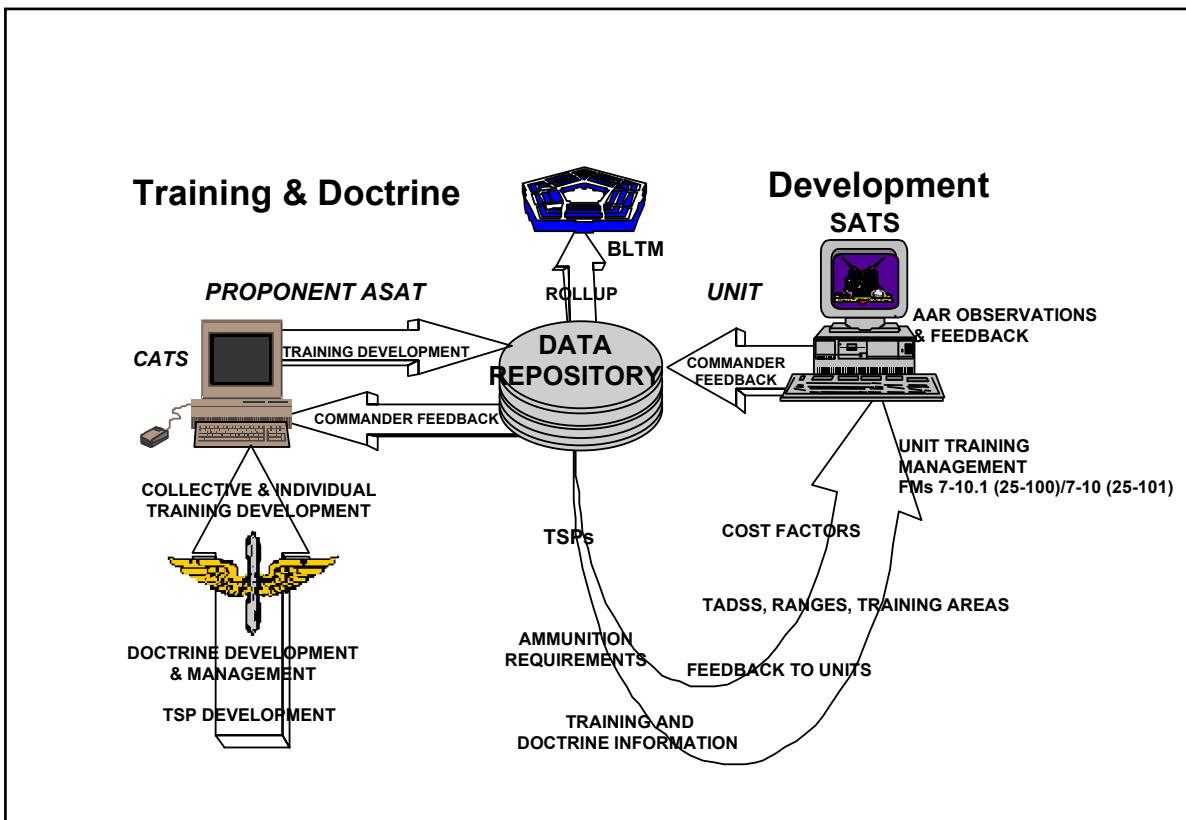 Training & Doctrine
Development
SATS
BLTM
PROPONENT ASAT
ROLLUP
UNIT
AAR OBSERVATIONS
& FEEDBACK
CATS
TRAINING DEVELOPMENT
DATA
REPOSITORY
COMMANDER
FEEDBACK
COMMANDER FEEDBACK
UNIT TRAINING
MANAGEMENT
FMs 7-10.1 (25-100)/7-10 (25-101)
COLLECTIVE & INDIVIDUAL
TRAINING DEVELOPMENT
TSPs
COST FACTORS
TADSS, RANGES, TRAINING AREAS
AMMUNITION
REQUIREMENTS
FEEDBACK TO UNITS
DOCTRINE DEVELOPMENT
& MANAGEMENT
TSP DEVELOPMENT
TRAINING AND
DOCTRINE INFORMATION